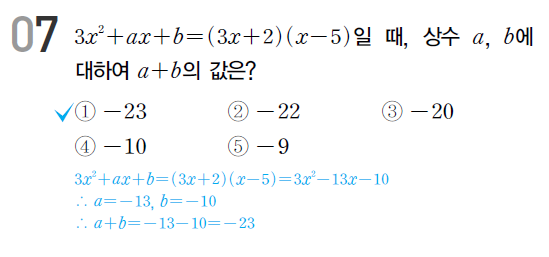 07 3x²+ax+b=(3x+2)(x-5)일 때, 상수 a, b에
대하여 a+b의 값은?
① -23 ② -22 ③ -20
④ -10 ⑤ -9
3x²+ax+b=(3x+2)(x-5)=3x²-13x-10
∴ a=-13, b=-10
∴ a+b=-13-10=-23